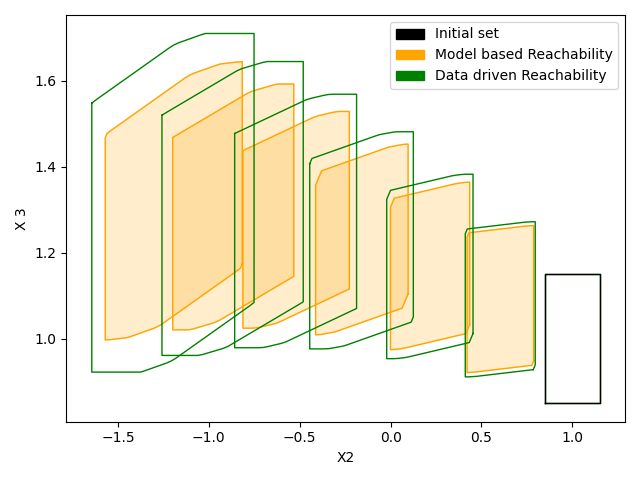 Initial set
Model based Reachability
Data driven Reachability
1.6
1.4
1.2
1.0
X 3
−1.5 −1.0 −0.5 0.0 0.5 1.0
X2